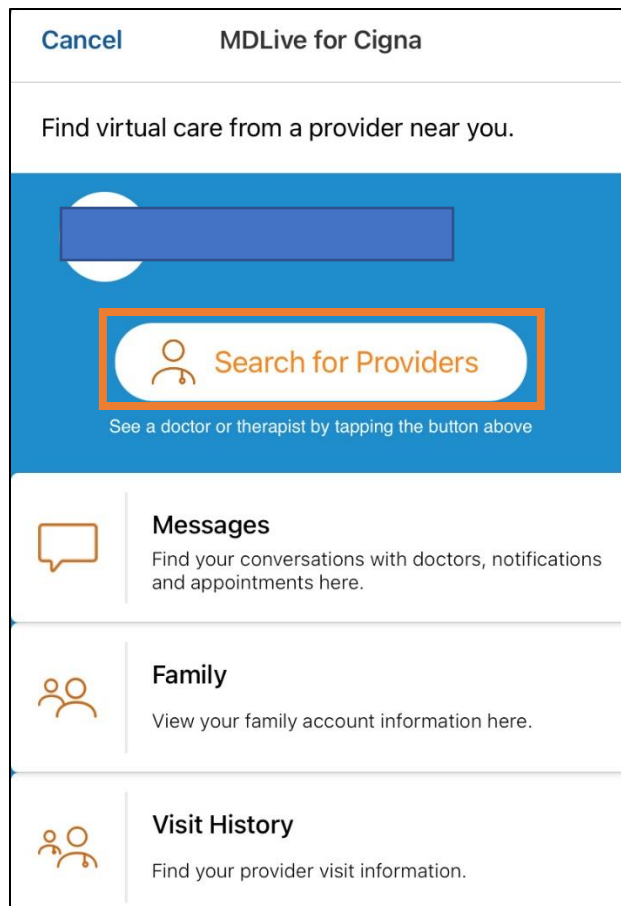 Cancel MDLive for Cigna
Find virtual care from a provider near you.
Search for Providers
See a doctor or therapist by tapping the button above
Messages
Find your conversations with doctors, notifications
and appointments here.
Family
View your family account information here.
Visit History
Find your provider visit information.